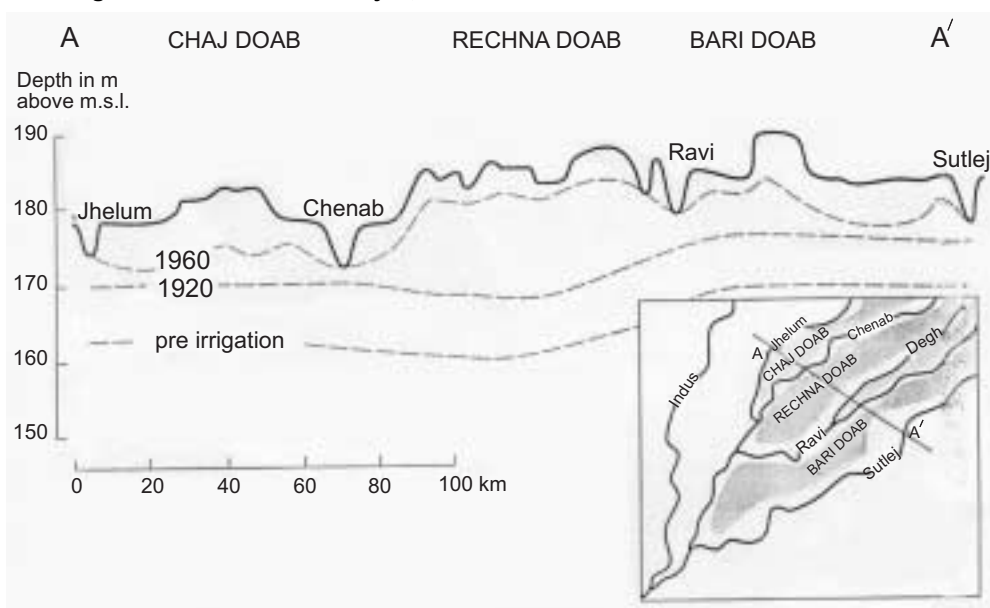 A CHAJ DOAB RECHNA DOAB BARI DOAB A′
Depth in m
above m.s.l.
190
Ravi
Sutlej
180
Jhelum
Chenab
1960
170
1920
pre irrigation
160
150
0 20 40 60 80 100 km
Jhelum
Chenab
A
CHAJ DOAB
Degh
Indus
RECHNA DOAB
Ravi
BARI DOAB
A′
Sutlej